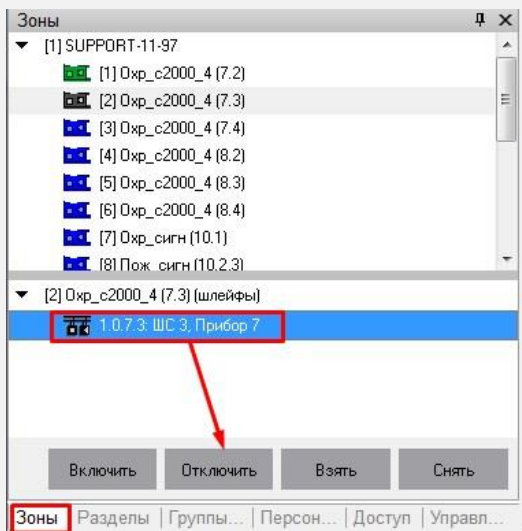 Зоны
[1] SUPPORT-11-97
[1] Охр_с2000_4 (7.2)
[2] Охр_с2000_4 (7.3)
[3] Охр_с2000_4 (7.4)
[4] Охр_с2000_4 (8.2)
[5] Охр_с2000_4 (8.3)
[6] Охр_с2000_4 (8.4)
[7] Охр_сигн (10.1)
[8] Пож_сигн (10.2.3)
[2] Охр_с2000_4 (7.3) (шлейфы)
1.0.7.3: ШС 3, Прибор 7
Включить Отключить Взять Снять
Зоны Разделы Группы... Персон... Доступ Управл...